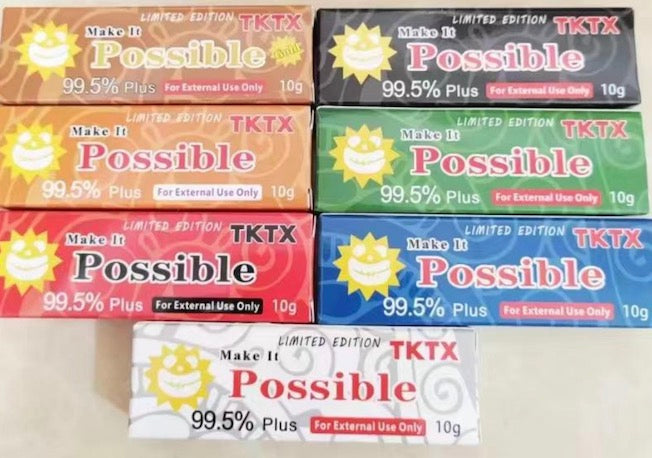 LIMITED EDITION TKTX
Make It
Possible
99.5% Plus For External Use Only 10g
LIMITED EDITION TKTX
Make It
Possible
99.5% Plus For External Use Only 10g
LIMITED EDITION TKTX
Make It
Possible
99.5% Plus For External Use Only 10g
LIMITED EDITION TKTX
Make It
Possible
99.5% Plus For External Use Only 10g
LIMITED EDITION TKTX
Make It
Possible
99.5% Plus For External Use Only 10g
LIMITED EDITION TKTX
Make It
Possible
99.5% Plus For External Use Only 10g
LIMITED EDITION TKTX
Make It
Possible
99.5% Plus For External Use Only 10g